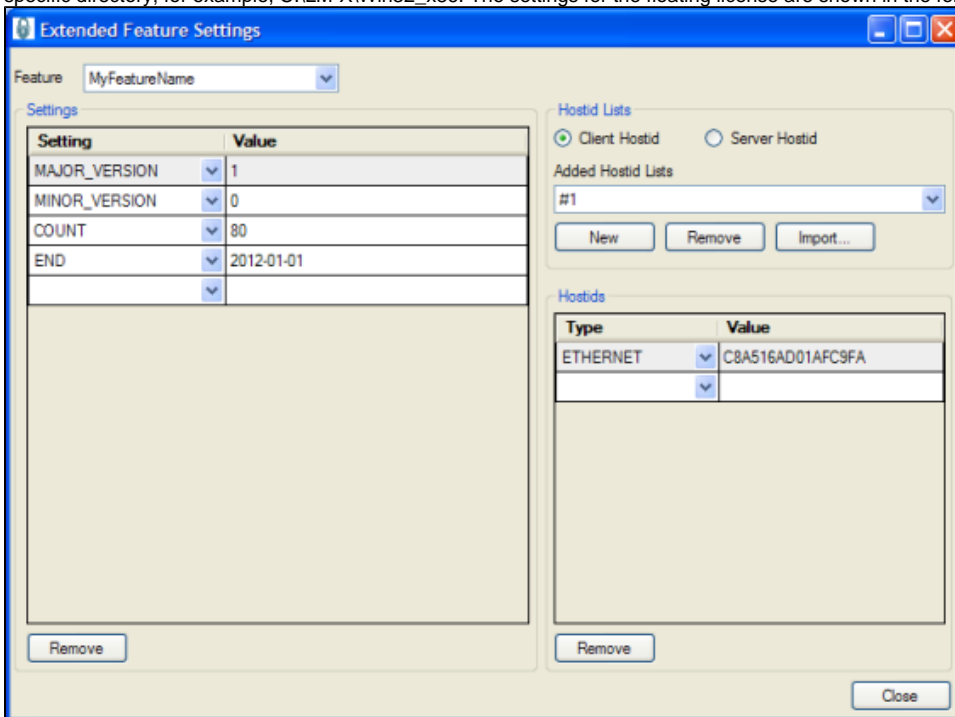 Extended Feature Settings
Feature MyFeatureName
Settings
Setting Value
MAJOR_VERSION 1
MINOR_VERSION 0
COUNT 80
END 2012-01-01
Remove
Hostid Lists
Client Hostid Server Hostid
Added Hostid Lists
#1
New Remove Import...
Hostids
Type Value
ETHERNET C8A516AD01AFC9FA
Remove
Close